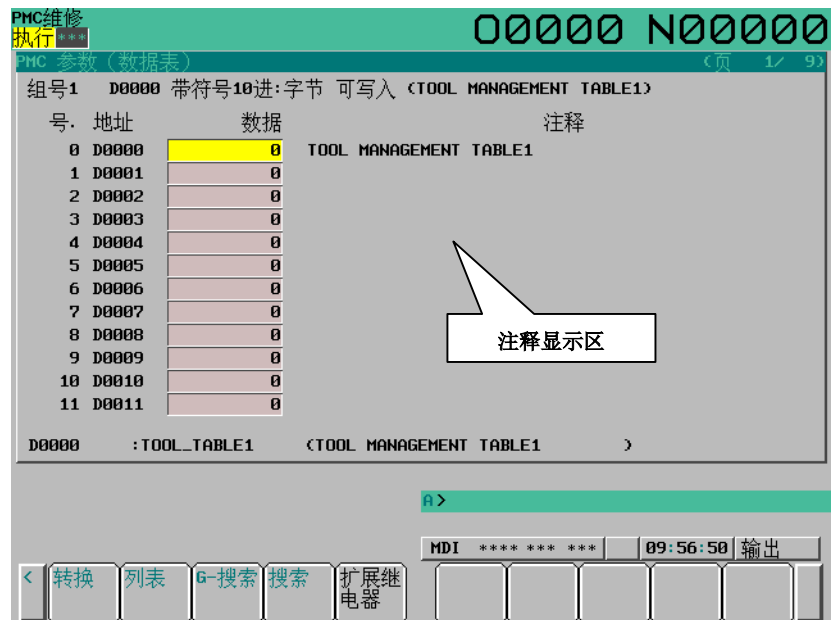 PMC维修
执行 *** O0000 N00000
PMC 参数（数据表） (页 1/ 9)
组号1 D0000 带符号10进:字节 可写入 (TOOL MANAGEMENT TABLE1)
号. 地址 数据 注释
0 D0000 0 TOOL MANAGEMENT TABLE1
1 D0001 0
2 D0002 0
3 D0003 0
4 D0004 0
5 D0005 0
6 D0006 0
7 D0007 0
8 D0008 0
注释显示区
9 D0009 0
10 D0010 0
11 D0011 0
D0000 :TOOL_TABLE1 (TOOL MANAGEMENT TABLE1 )
A>
MDI **** *** *** 09:56:50 输出
< 转换 列表 G-搜索 搜索 扩展继
电器